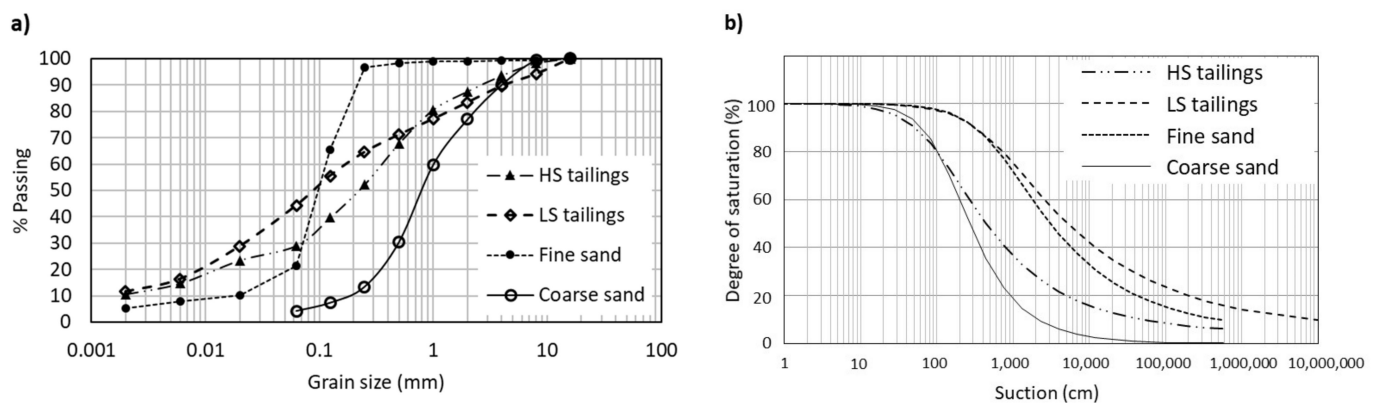 a)
% Passing
100
90
80
70
60
50
40
30
20
10
0
0.001
0.01
0.1
1
10
100
Grain size (mm)
HS tailings
LS tailings
Fine sand
Coarse sand
b)
Degree of saturation (%)
100
80
60
40
20
0
1
10
100
1,000
10,000
100,000
1,000,000
10,000,000
Suction (cm)
HS tailings
LS tailings
Fine sand
Coarse sand